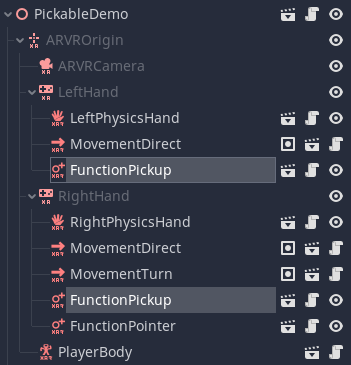 PickableDemo
ARVROrigin
ARVRCamera
LeftHand
LeftPhysicsHand
MovementDirect
FunctionPickup
RightHand
RightPhysicsHand
MovementDirect
MovementTurn
FunctionPickup
FunctionPointer
PlayerBody